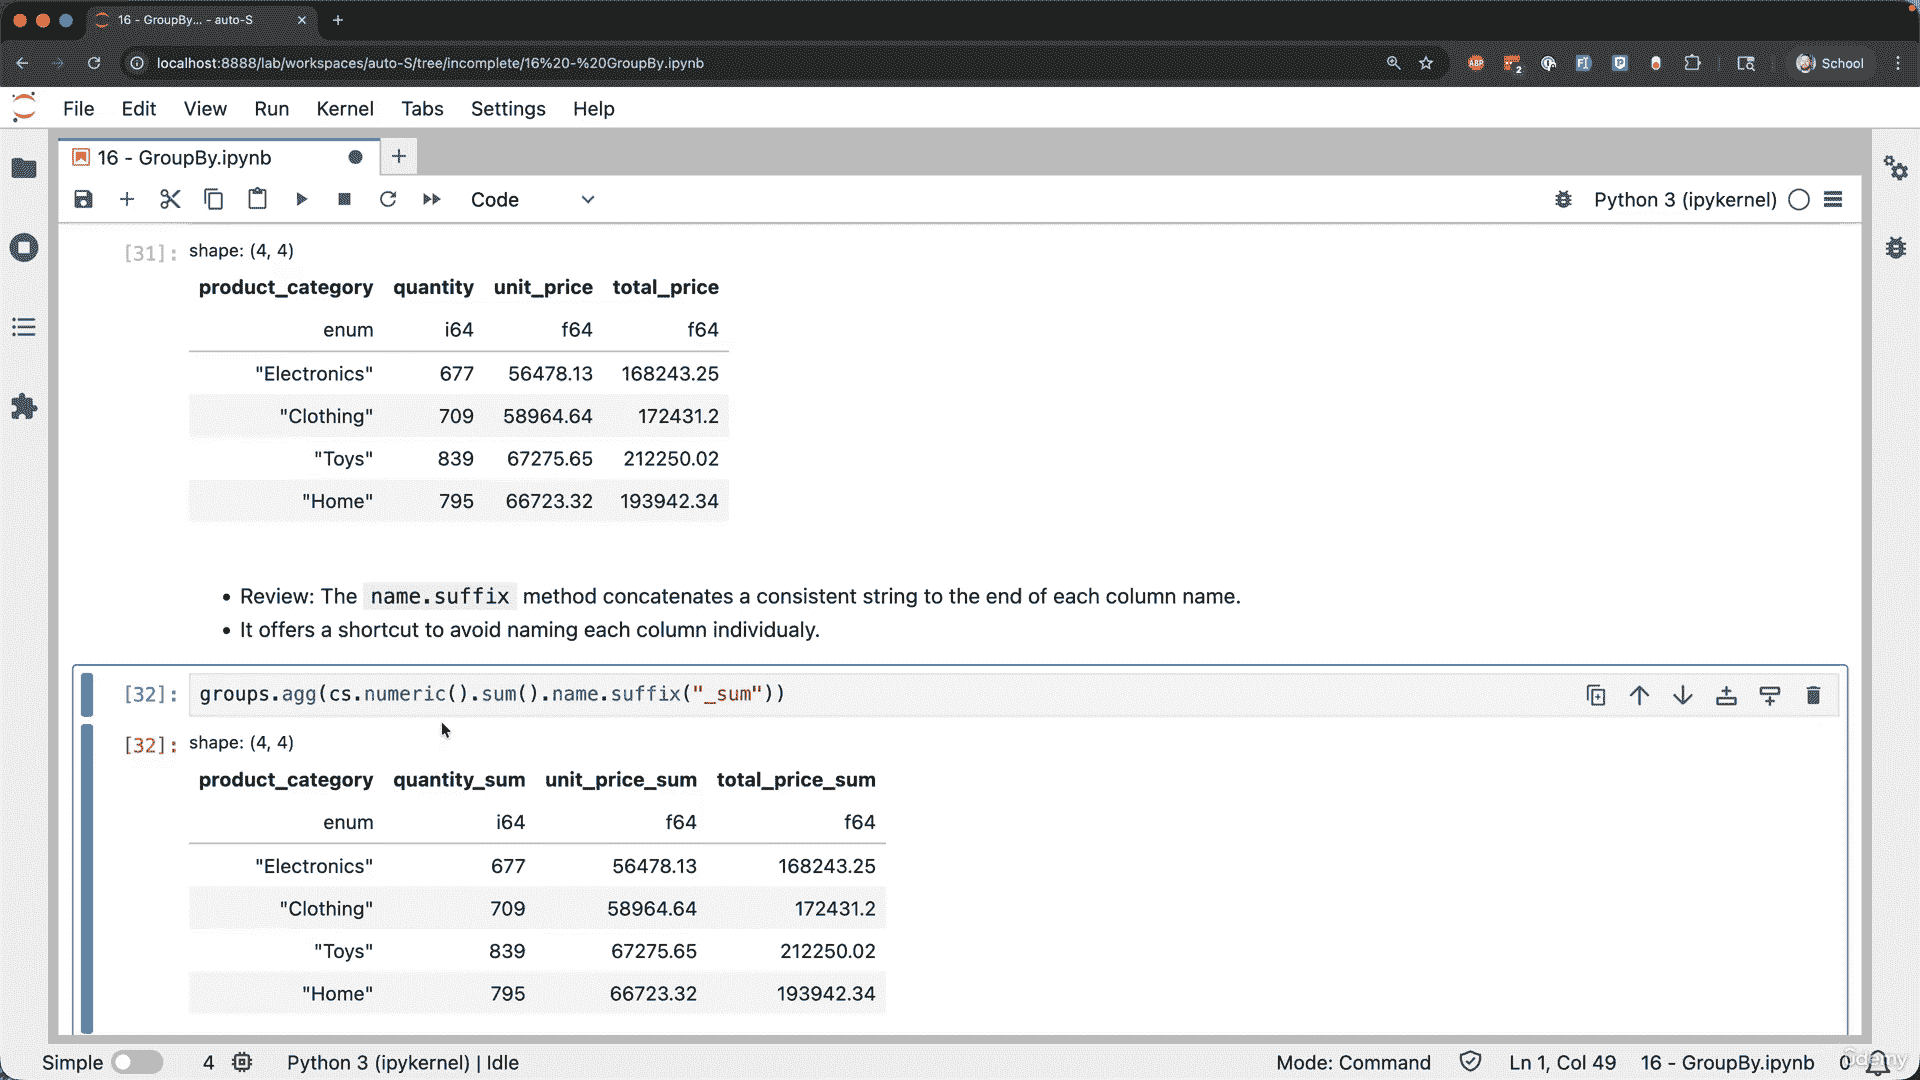 16 - GroupBy... - auto-S
localhost:8888/lab/workspaces/auto-S/tree/incomplete/16%20-%20GroupBy.ipynb
ABP
2
School
File Edit View Run Kernel Tabs Settings Help
16 - GroupBy.ipynb
Code
Python 3 (ipykernel)
[31]: shape: (4, 4)
product_category quantity unit_price total_price
enum i64 f64 f64
"Electronics" 677 56478.13 168243.25
"Clothing" 709 58964.64 172431.2
"Toys" 839 67275.65 212250.02
"Home" 795 66723.32 193942.34
• Review: The name.suffix method concatenates a consistent string to the end of each column name.
• It offers a shortcut to avoid naming each column individualy.
[32]: groups.agg(cs.numeric().sum().name.suffix("_sum"))
[32]: shape: (4, 4)
product_category quantity_sum unit_price_sum total_price_sum
enum i64 f64 f64
"Electronics" 677 56478.13 168243.25
"Clothing" 709 58964.64 172431.2
"Toys" 839 67275.65 212250.02
"Home" 795 66723.32 193942.34
Simple 4 Python 3 (ipykernel) | Idle Mode: Command Ln 1, Col 49 16 - GroupBy.ipynb 0
udemy